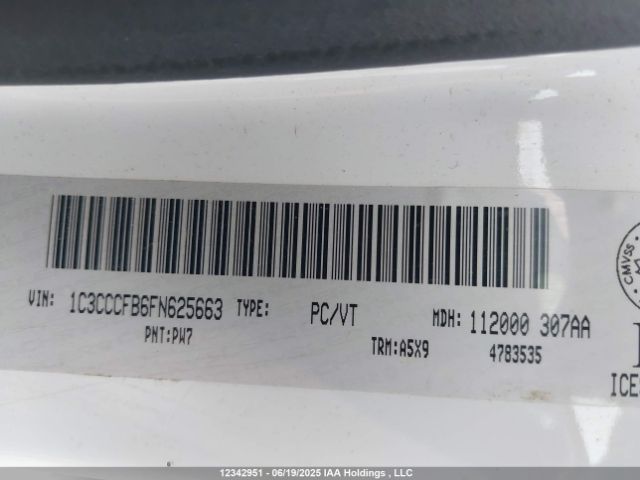 CMVSS
VIN: 1C3CCCFB6FN625663 TYPE: PC/VT MDH: 112000 307AA
PNT:PW7 TRM:A5X9 4783535
ICE
12342951 - 06/19/2025 IAA Holdings , LLC